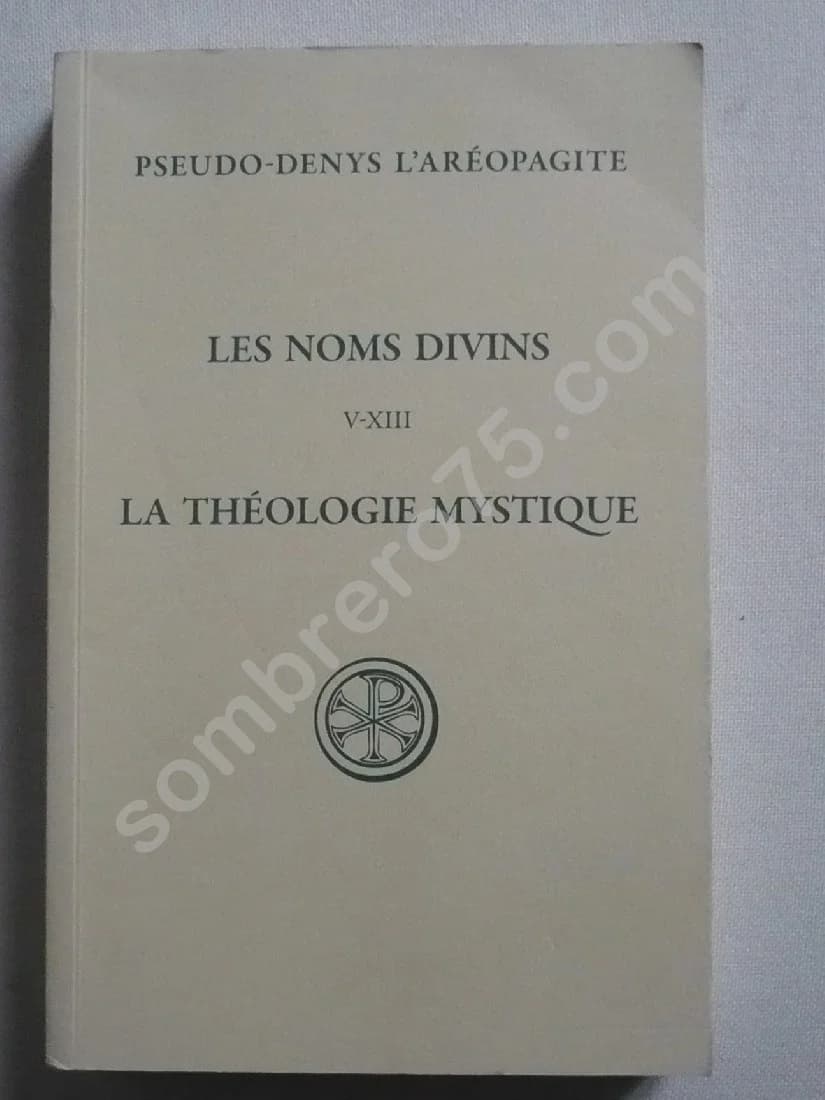 PSEUDO-DENYS L'ARÉOPAGITE
LES NOMS DIVINS
V-XIII
LA THÉOLOGIE MYSTIQUE
sombrero75.com